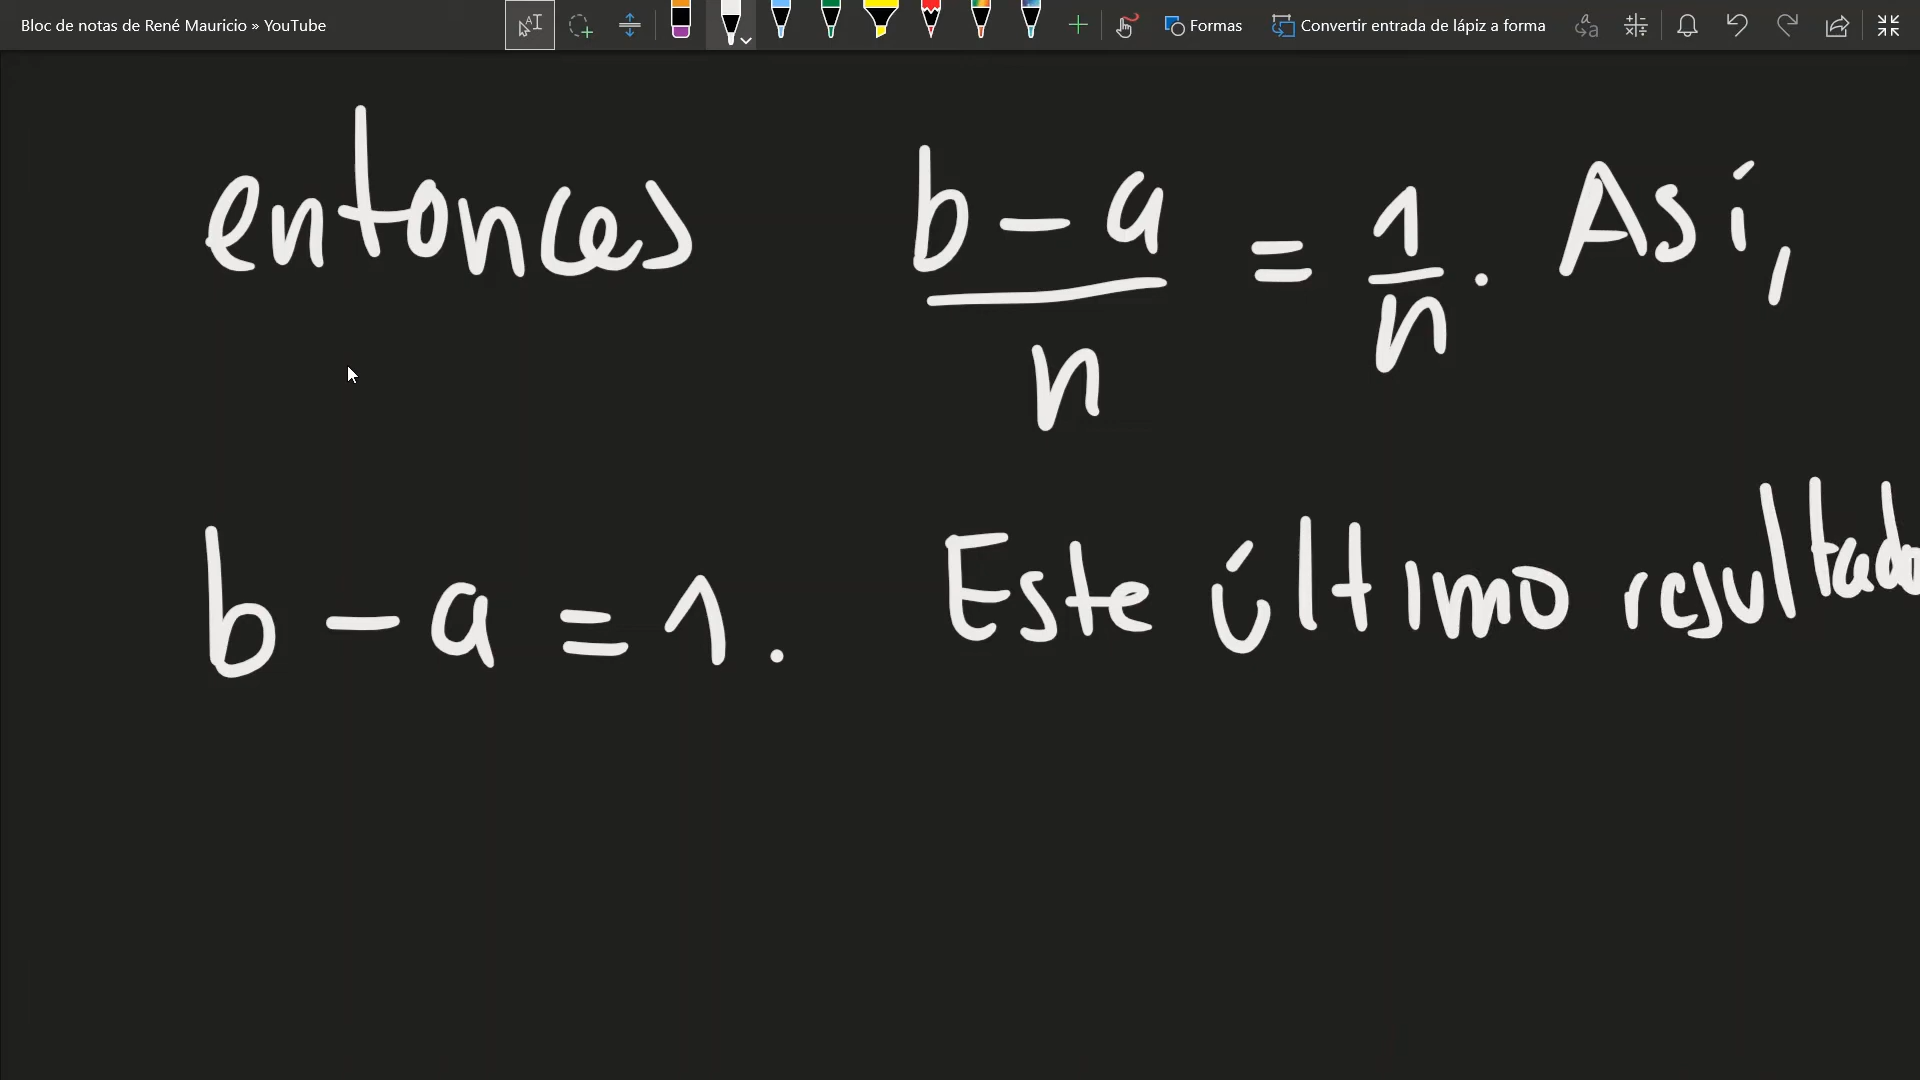 Bloc de notas de René Mauricio » YouTube
Formas
Convertir entrada de lápiz a forma
entonces b - a / n = 1 / n . Así,
b - a = 1 . Este último resultado